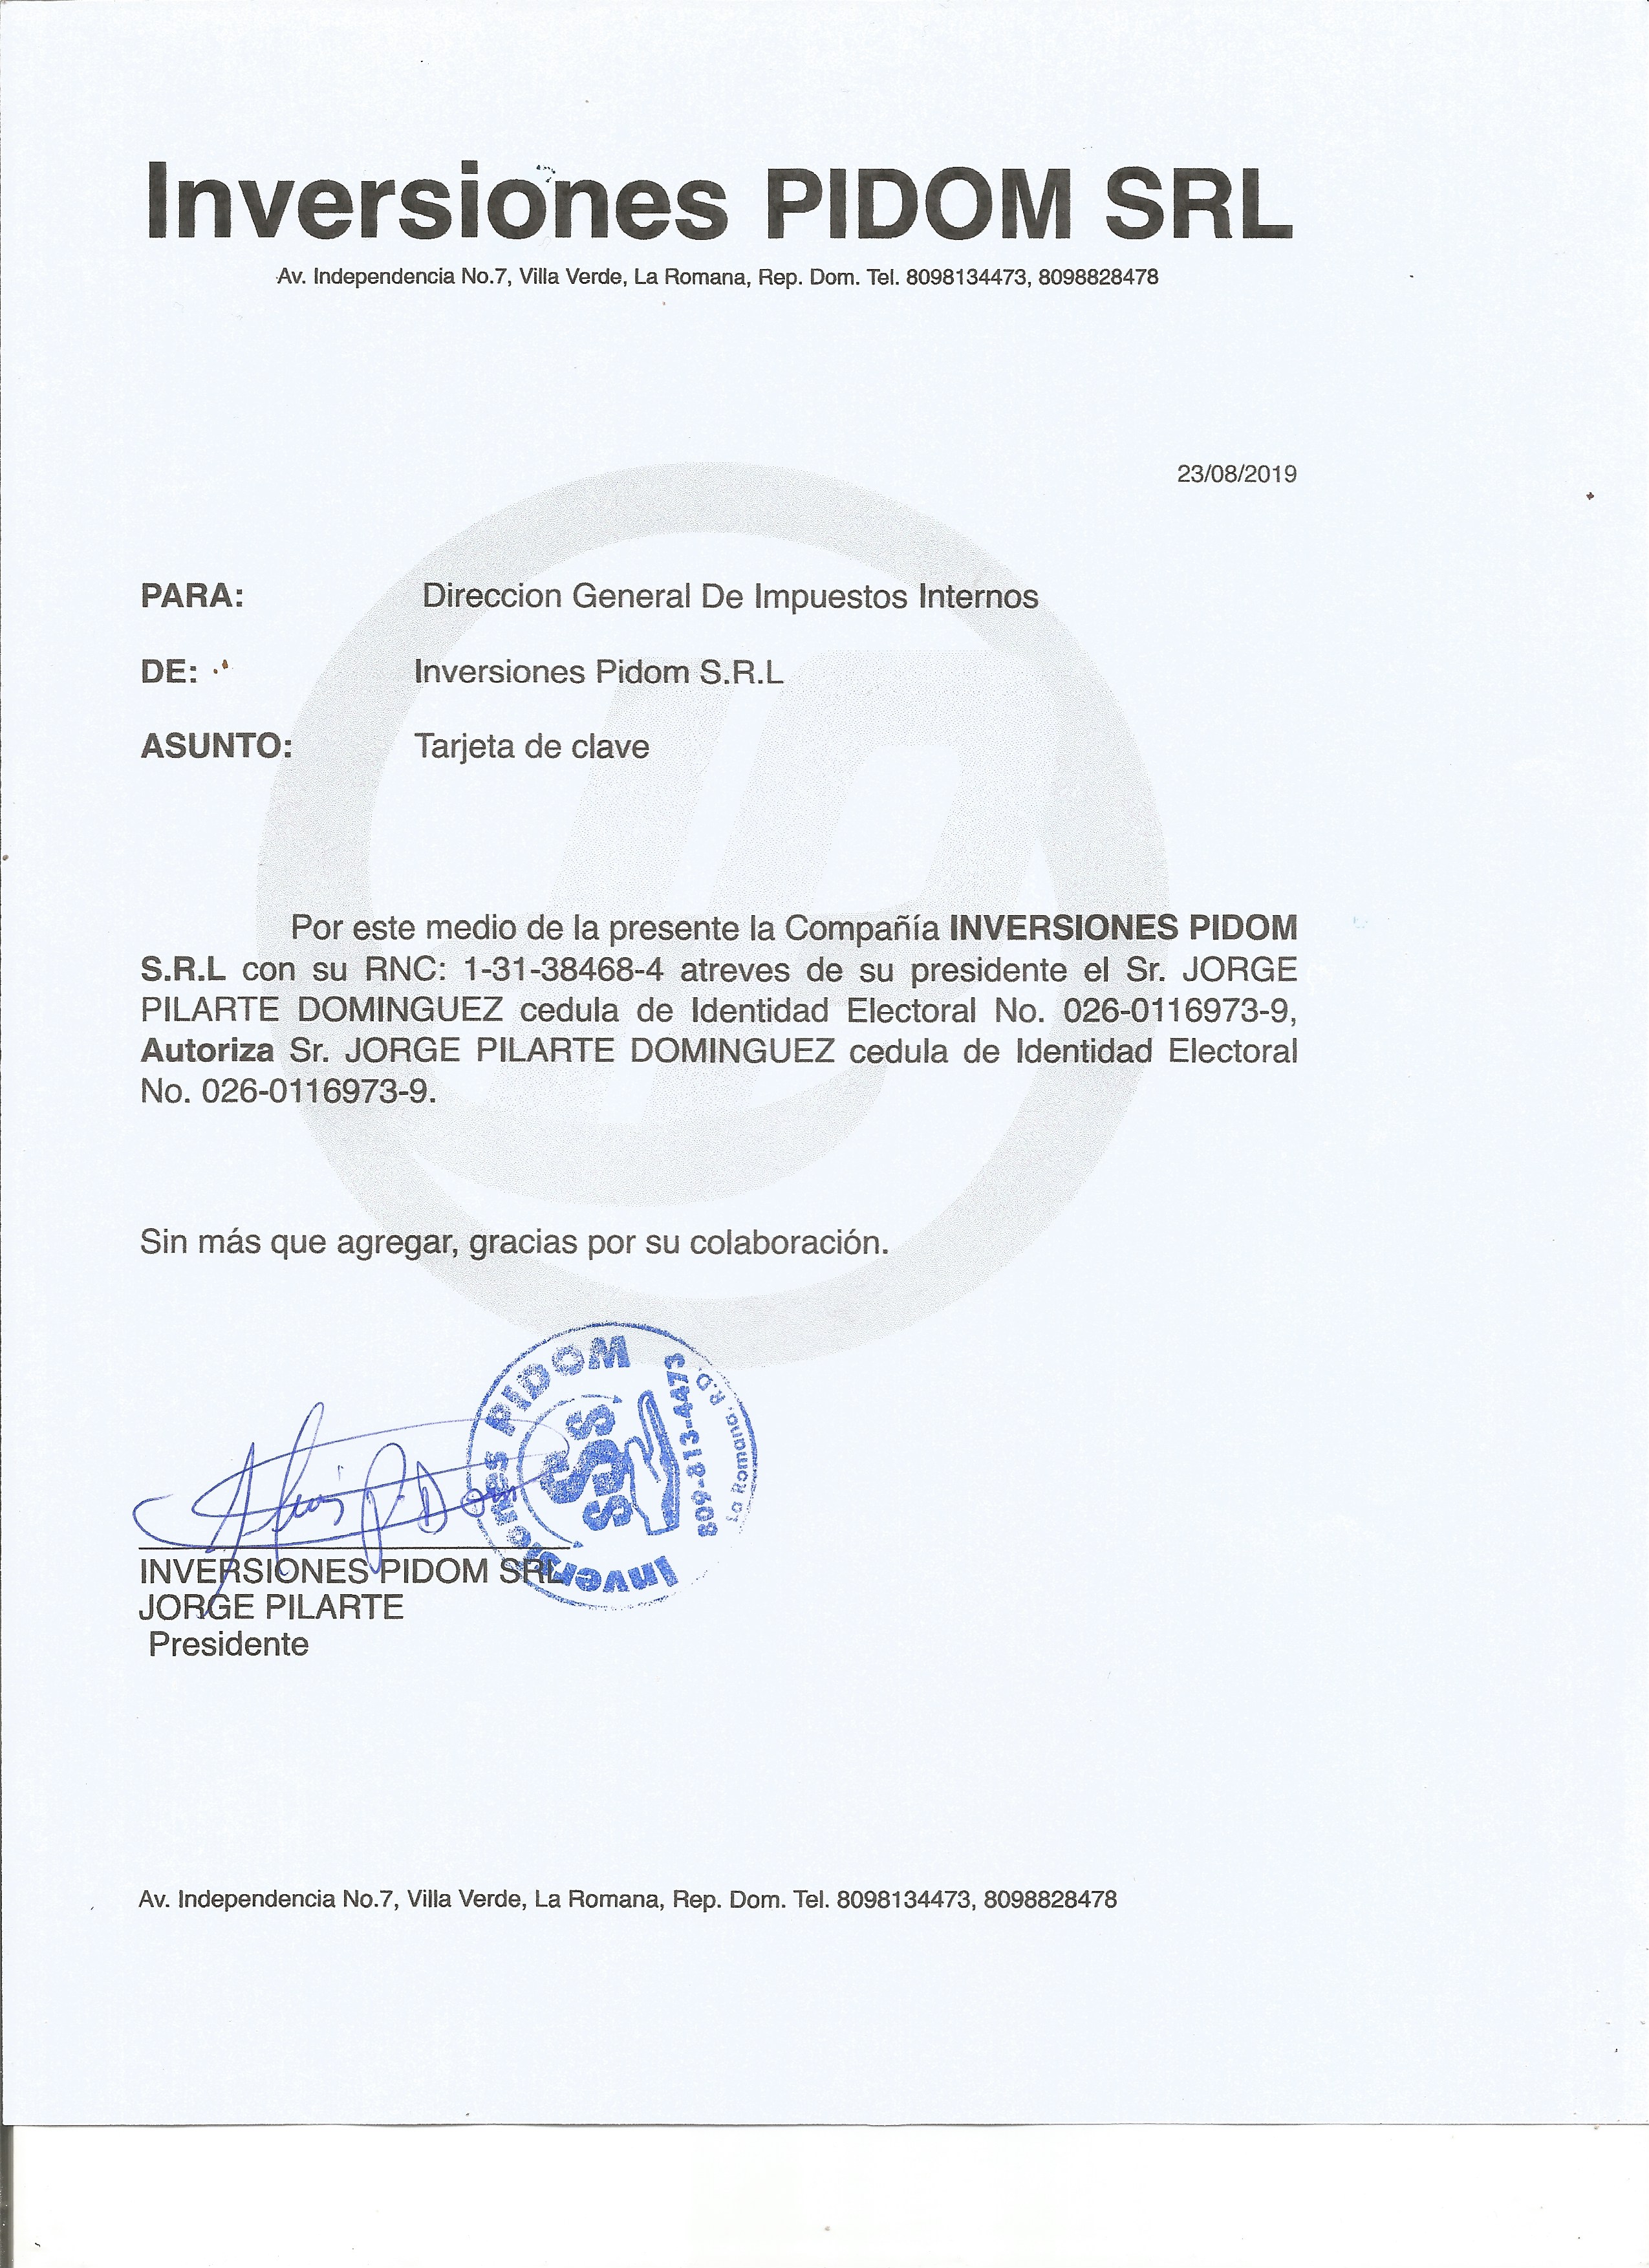 Inversiones PIDOM SRL
Av. Independencia No.7, Villa Verde, La Romana, Rep. Dom. Tel. 8098134473, 8098828478
23/08/2019
PARA: Direccion General De Impuestos Internos
DE: Inversiones Pidom S.R.L
ASUNTO: Tarjeta de clave
Por este medio de la presente la Compañía INVERSIONES PIDOM
S.R.L con su RNC: 1-31-38468-4 atreves de su presidente el Sr. JORGE
PILARTE DOMINGUEZ cedula de Identidad Electoral No. 026-0116973-9,
Autoriza Sr. JORGE PILARTE DOMINGUEZ cedula de Identidad Electoral
No. 026-0116973-9.
Sin más que agregar, gracias por su colaboración.
Inversiones PIDOM
809-813-4473
La Romana, R.D.
INVERSIONES PIDOM SRL
JORGE PILARTE
Presidente
Av. Independencia No.7, Villa Verde, La Romana, Rep. Dom. Tel. 8098134473, 8098828478